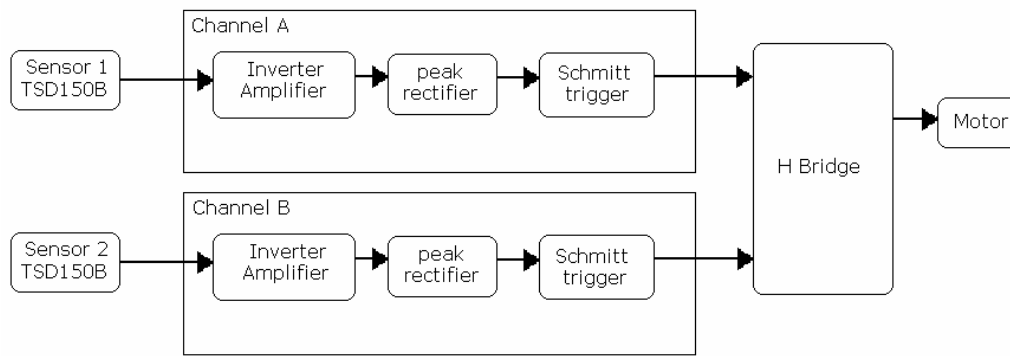 Channel A
Sensor 1
TSD150B
Inverter
Amplifier
peak
rectifier
Schmitt
trigger
H Bridge
Motor
Channel B
Sensor 2
TSD150B
Inverter
Amplifier
peak
rectifier
Schmitt
trigger